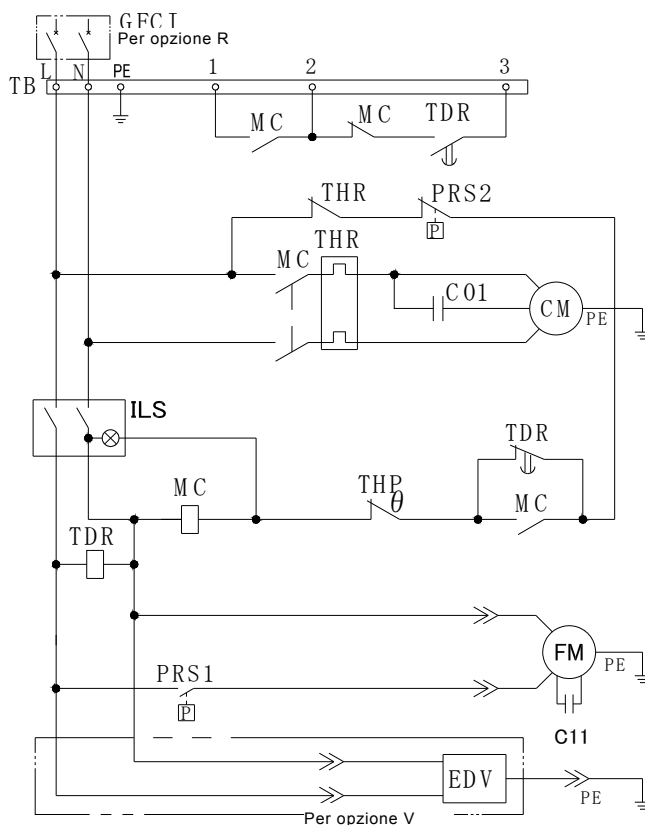 GFCI
Per opzione R
L N PE 1 2 3
TB
MC MC TDR
THR PRS2
P
MC THR
C01
CM
PE
ILS
TDR
MC THP θ MC
TDR
FM
PE
PRS1
P
C11
EDV
PE
Per opzione V